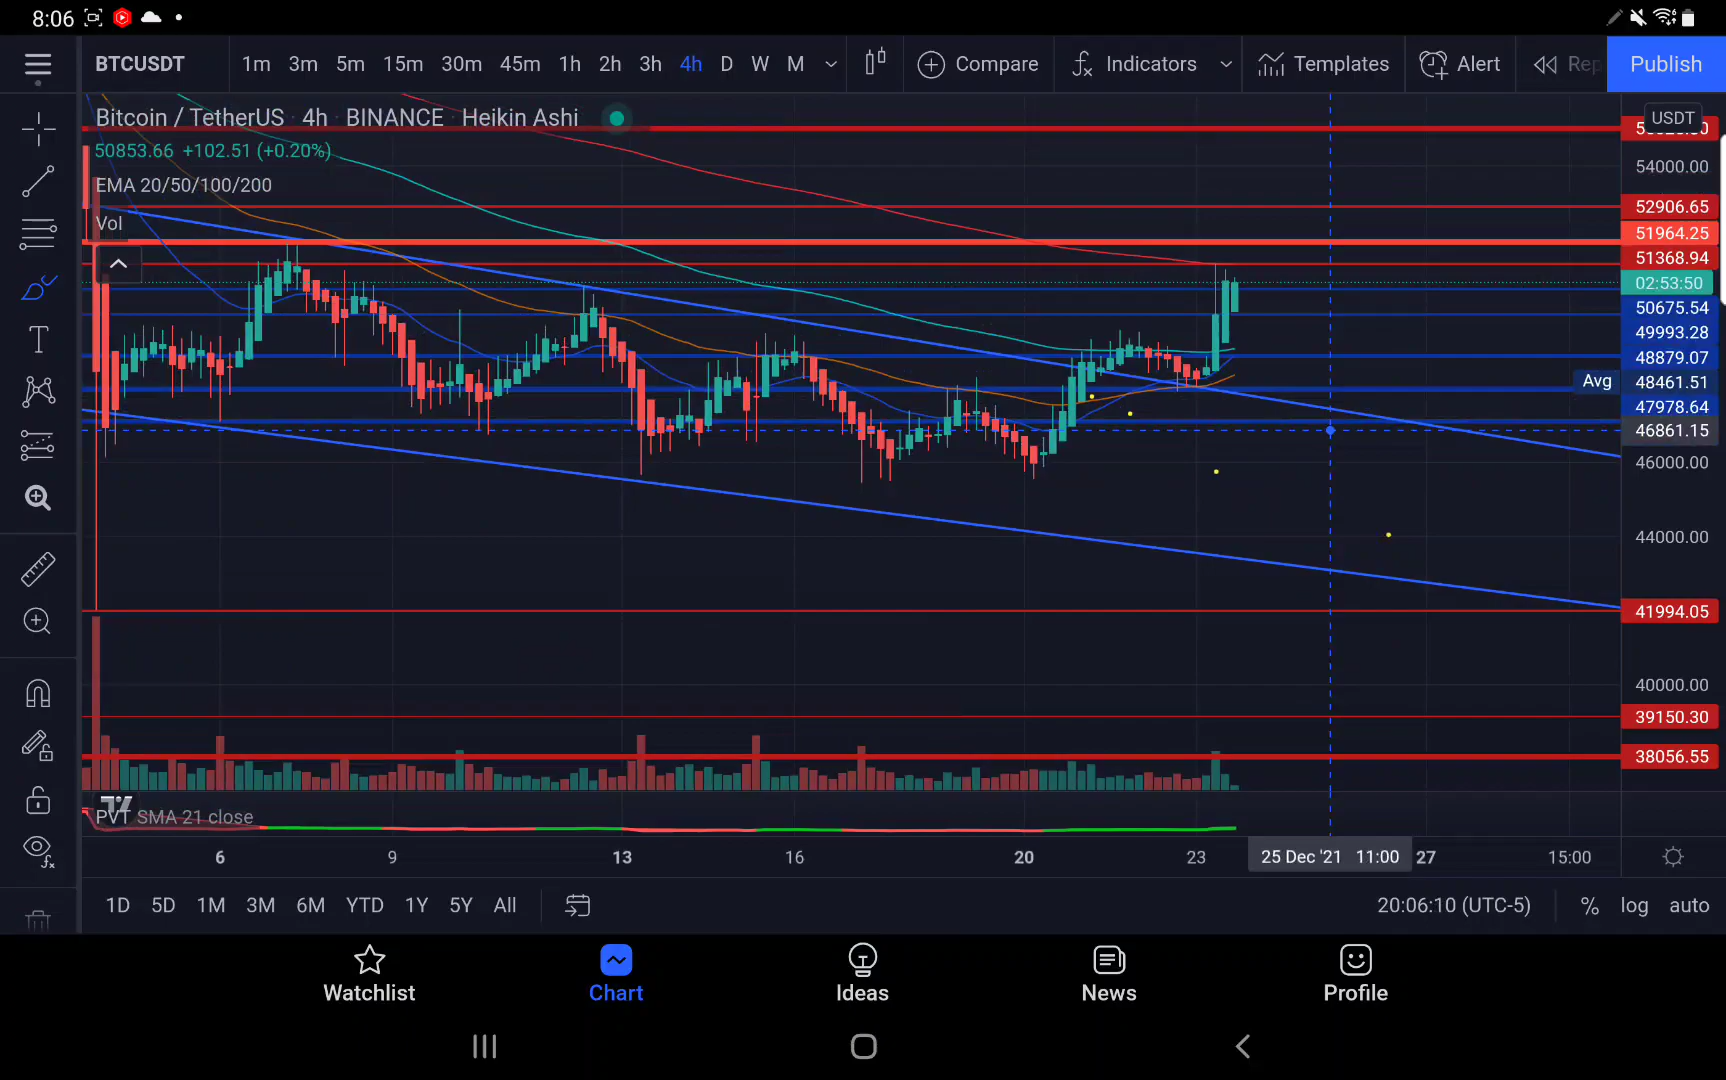 8:06
BTCUSDT 1m 3m 5m 15m 30m 45m 1h 2h 3h 4h D W M Compare Indicators Templates Alert Rep Publish
Bitcoin / TetherUS 4h BINANCE Heikin Ashi
50853.66 +102.51 (+0.20%)
EMA 20/50/100/200
Vol
USDT
54000.00
52906.65
51964.25
51368.94
02:53:50
50675.54
49993.28
48879.07
Avg 48461.51
47978.64
46861.15
46000.00
44000.00
41994.05
40000.00
39150.30
38056.55
PVT SMA 21 close
6 9 13 16 20 23 25 Dec '21 11:00 27 15:00
1D 5D 1M 3M 6M YTD 1Y 5Y All 20:06:10 (UTC-5) % log auto
Watchlist Chart Ideas News Profile